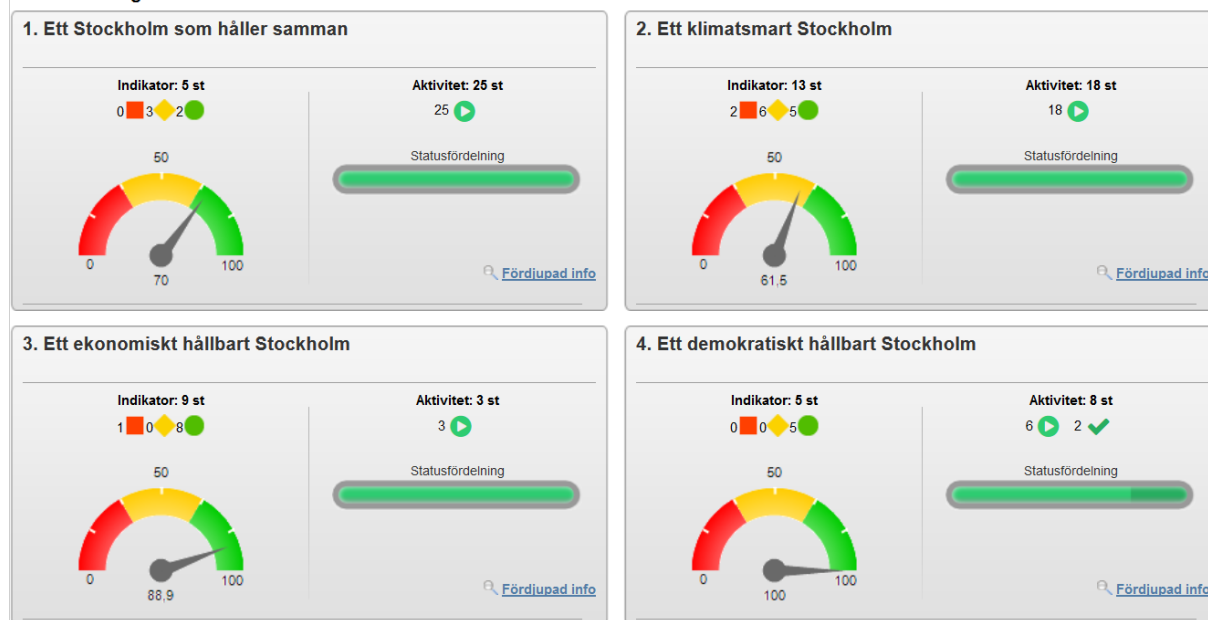 1. Ett Stockholm som håller samman
Indikator: 5 st
0 3 2
50
0
100
70
Aktivitet: 25 st
25
Statusfördelning
Fördjupad info
2. Ett klimatsmart Stockholm
Indikator: 13 st
2 6 5
50
0
100
61,5
Aktivitet: 18 st
18
Statusfördelning
Fördjupad info
3. Ett ekonomiskt hållbart Stockholm
Indikator: 9 st
1 0 8
50
0
100
88,9
Aktivitet: 3 st
3
Statusfördelning
Fördjupad info
4. Ett demokratiskt hållbart Stockholm
Indikator: 5 st
0 0 5
50
0
100
100
Aktivitet: 8 st
6 2
Statusfördelning
Fördjupad info